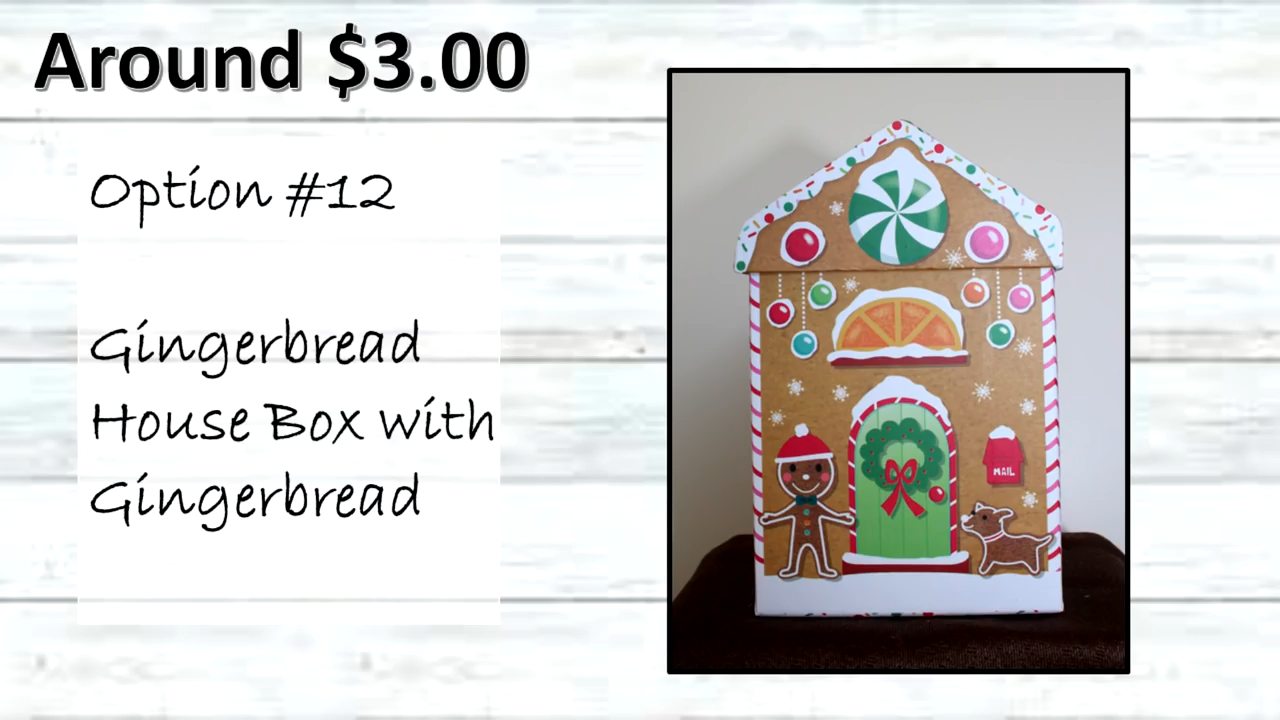 Around $3.00
Option #12
Gingerbread
House Box with
Gingerbread
MAIL